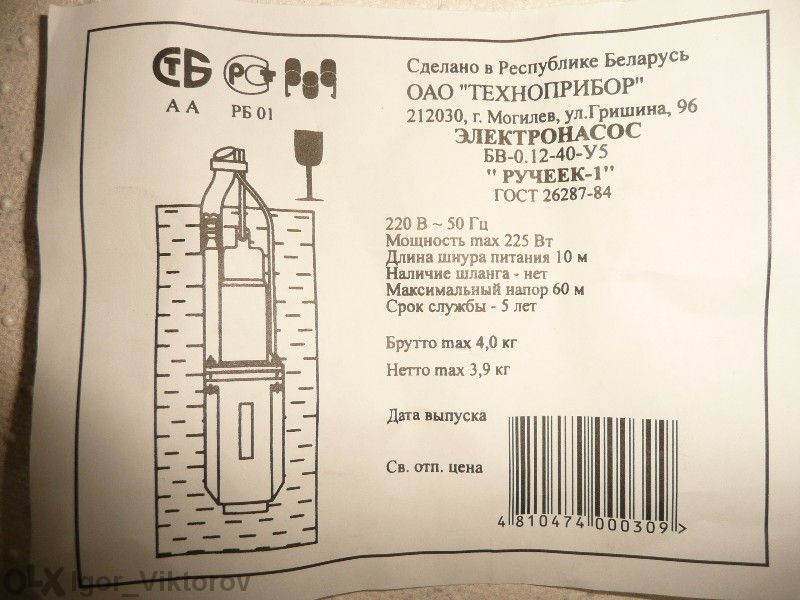 СТБ
РСТ
АА
РБ 01
Сделано в Республике Беларусь
ОАО "ТЕХНОПРИБОР"
212030, г. Могилев, ул.Гришина, 96
ЭЛЕКТРОНАСОС
БВ-0.12-40-У5
" РУЧЕЕК-1"
ГОСТ 26287-84
220 В ~ 50 Гц
Мощность max 225 Вт
Длина шнура питания 10 м
Наличие шланга - нет
Максимальный напор 60 м
Срок службы - 5 лет
Брутто max 4,0 кг
Нетто max 3,9 кг
Дата выпуска
Св. отп. цена
4 810474 000309 >
OLX Igor_Viktorov